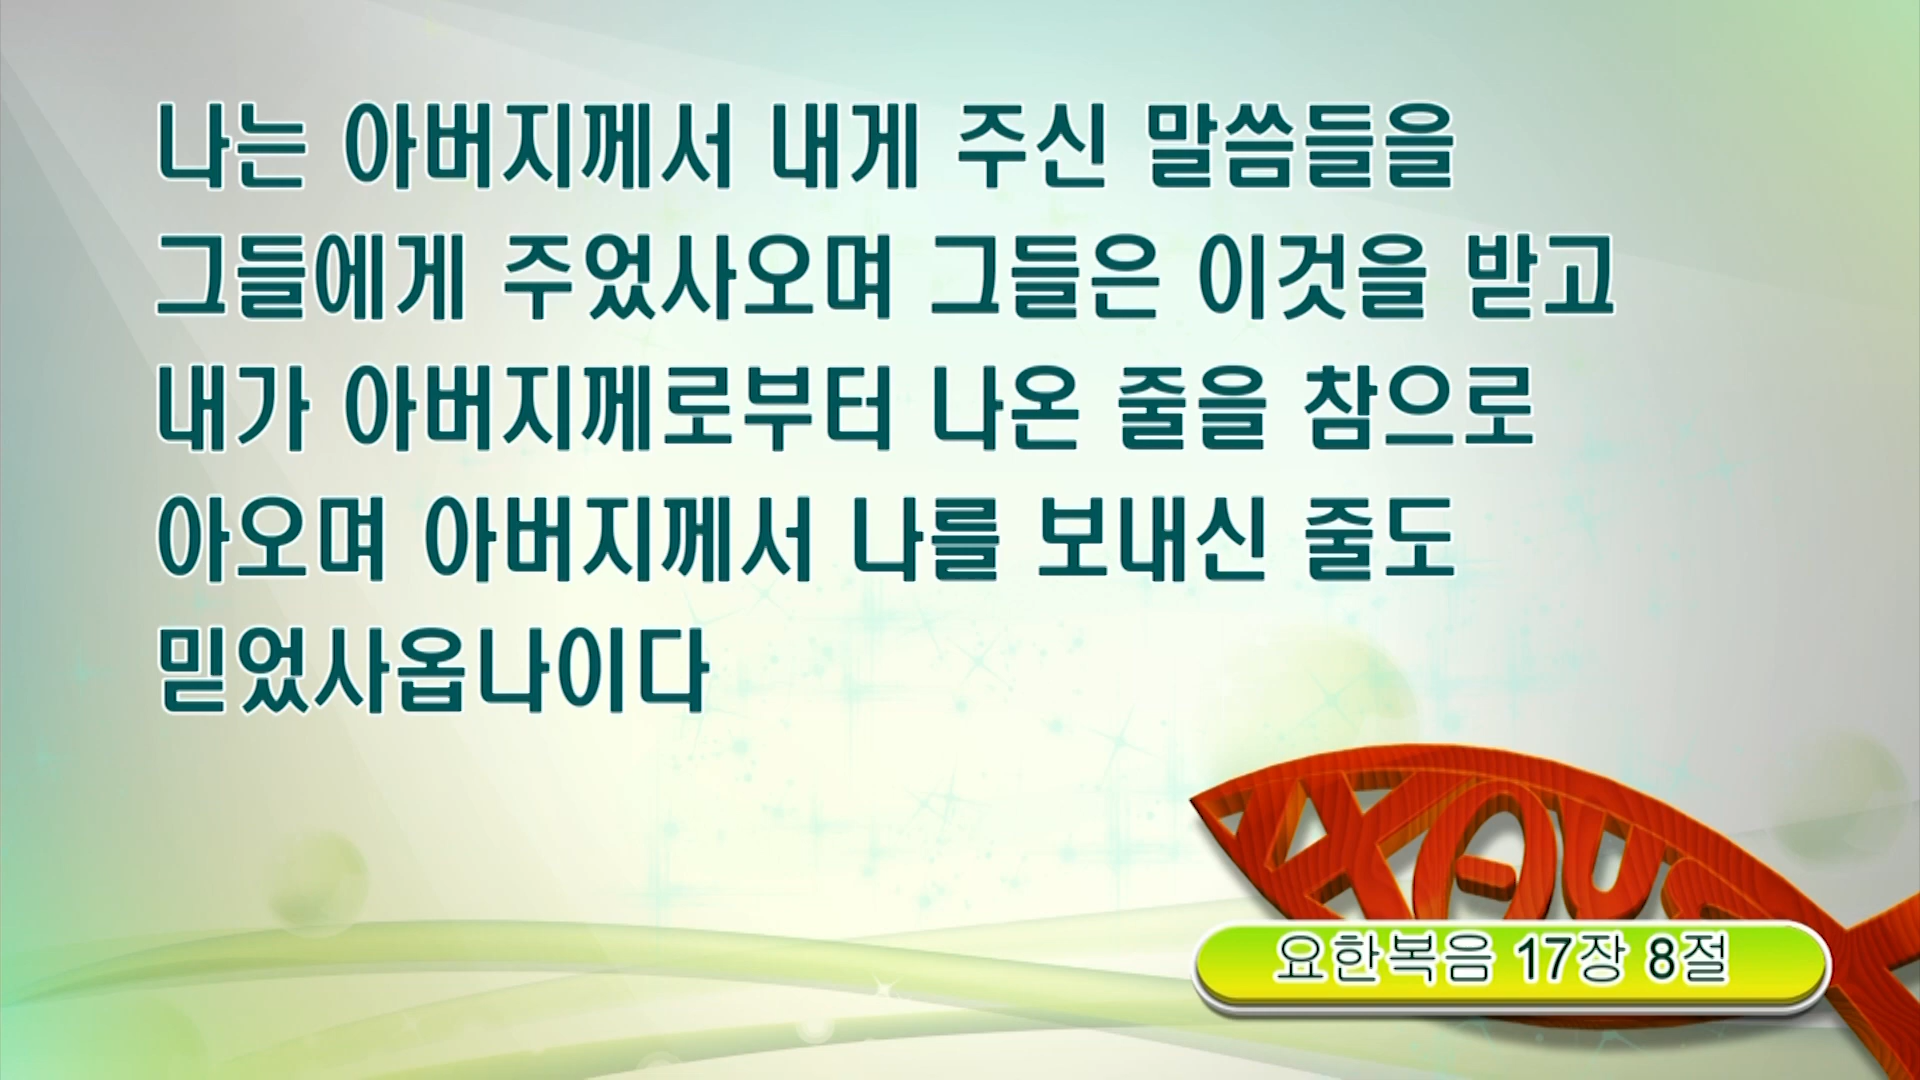 나는 아버지께서 내게 주신 말씀들을
그들에게 주었사오며 그들은 이것을 받고
내가 아버지께로부터 나온 줄을 참으로
아오며 아버지께서 나를 보내신 줄도
믿었사옵나이다
ΙΧΘΥΣ
요한복음 17장 8절